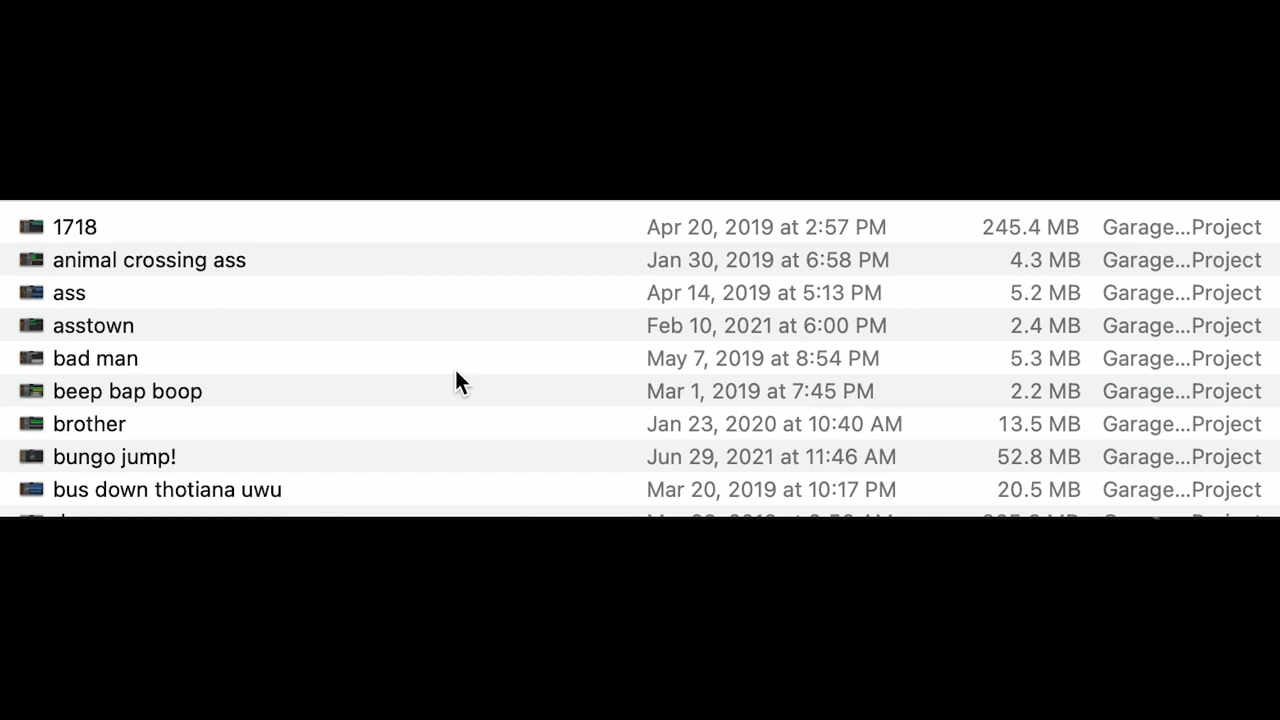 1718 Apr 20, 2019 at 2:57 PM 245.4 MB Garage...Project
animal crossing ass Jan 30, 2019 at 6:58 PM 4.3 MB Garage...Project
ass Apr 14, 2019 at 5:13 PM 5.2 MB Garage...Project
asstown Feb 10, 2021 at 6:00 PM 2.4 MB Garage...Project
bad man May 7, 2019 at 8:54 PM 5.3 MB Garage...Project
beep bap boop Mar 1, 2019 at 7:45 PM 2.2 MB Garage...Project
brother Jan 23, 2020 at 10:40 AM 13.5 MB Garage...Project
bungo jump! Jun 29, 2021 at 11:46 AM 52.8 MB Garage...Project
bus down thotiana uwu Mar 20, 2019 at 10:17 PM 20.5 MB Garage...Project